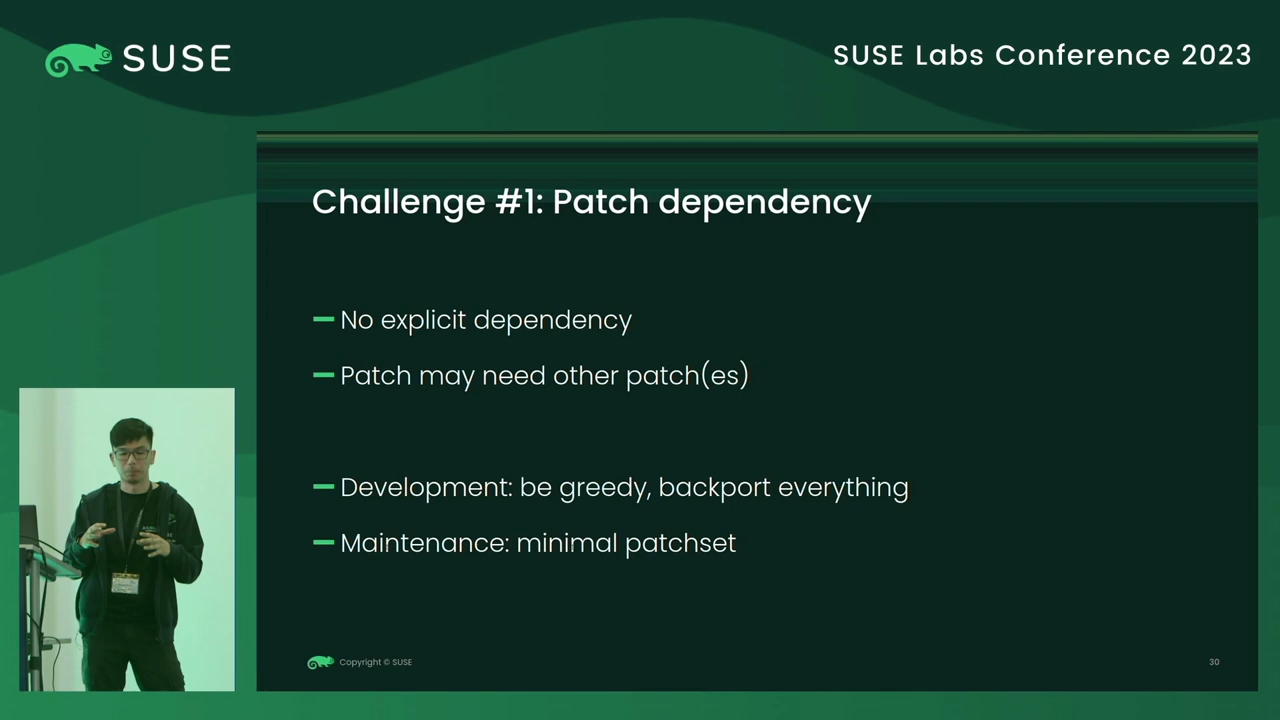 SUSE
SUSE Labs Conference 2023
Challenge #1: Patch dependency
No explicit dependency
Patch may need other patch(es)
Development: be greedy, backport everything
Maintenance: minimal patchset
Copyright © SUSE
30